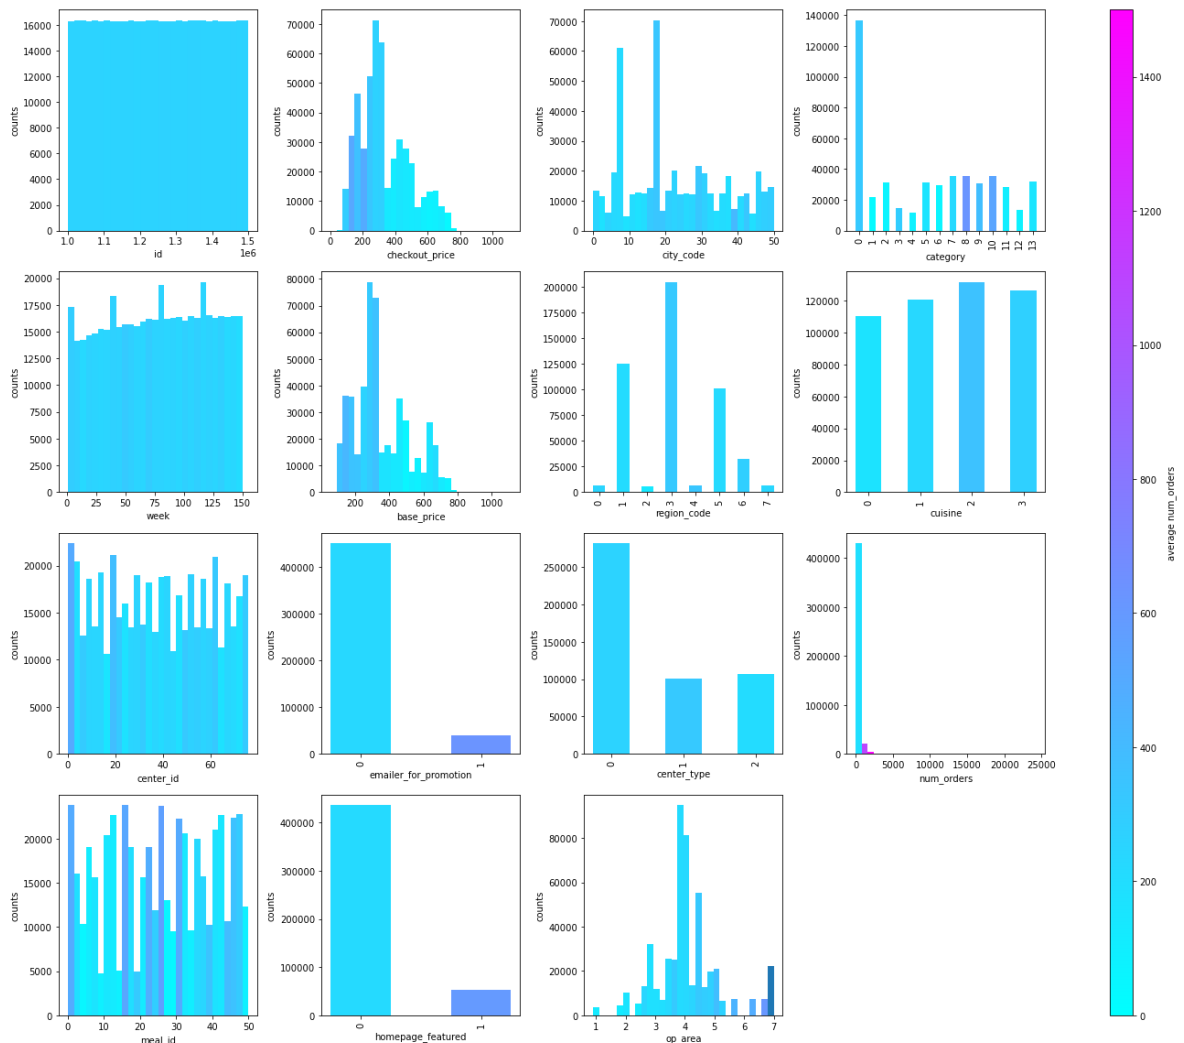 16000
14000
12000
10000
8000
6000
4000
2000
0
counts
1.0 1.1 1.2 1.3 1.4 1.5
1e6
id
70000
60000
50000
40000
30000
20000
10000
0
counts
0 200 400 600 800 1000
checkout_price
70000
60000
50000
40000
30000
20000
10000
0
counts
0 10 20 30 40 50
city_code
140000
120000
100000
80000
60000
40000
20000
0
counts
0 1 2 3 4 5 6 7 8 9 10 11 12 13
category
20000
17500
15000
12500
10000
7500
5000
2500
0
counts
0 25 50 75 100 125 150
week
80000
70000
60000
50000
40000
30000
20000
10000
0
counts
200 400 600 800 1000
base_price
200000
175000
150000
125000
100000
75000
50000
25000
0
counts
0 1 2 3 4 5 6 7
region_code
120000
100000
80000
60000
40000
20000
0
counts
0 1 2 3
cuisine
20000
15000
10000
5000
0
counts
0 20 40 60
center_id
400000
300000
200000
100000
0
counts
0 1
emailer_for_promotion
250000
200000
150000
100000
50000
0
counts
0 1 2
center_type
400000
300000
200000
100000
0
counts
0 5000 10000 15000 20000 25000
num_orders
20000
15000
10000
5000
0
counts
0 10 20 30 40 50
meal_id
400000
300000
200000
100000
0
counts
0 1
homepage_featured
80000
60000
40000
20000
0
counts
1 2 3 4 5 6 7
op_area
1400
1200
1000
800
600
400
200
0
average num_orders